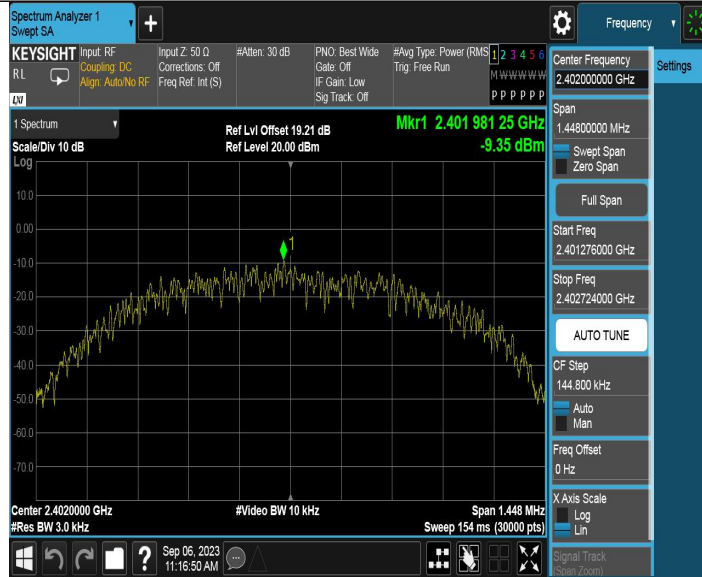 Spectrum Analyzer 1
Swept SA
Frequency
KEYSIGHT
RL
LXI
Input: RF
Coupling: DC
Align: Auto/No RF
Input Z: 50 Ω
Corrections: Off
Freq Ref: Int (S)
#Atten: 30 dB
PNO: Best Wide
Gate: Off
IF Gain: Low
Sig Track: Off
#Avg Type: Power (RMS
Trig: Free Run
1 2 3 4 5 6
M W W W W W
P P P P P P
1 Spectrum
Scale/Div 10 dB
Ref Lvl Offset 19.21 dB
Ref Level 20.00 dBm
Mkr1 2.401 981 25 GHz
-9.35 dBm
Log
10.0
0.00
-10.0
-20.0
-30.0
-40.0
-50.0
-60.0
-70.0
1
Center 2.4020000 GHz
#Res BW 3.0 kHz
#Video BW 10 kHz
Span 1.448 MHz
Sweep 154 ms (30000 pts)
Center Frequency
2.402000000 GHz
Settings
Span
1.44800000 MHz
Swept Span
Zero Span
Full Span
Start Freq
2.401276000 GHz
Stop Freq
2.402724000 GHz
AUTO TUNE
CF Step
144.800 kHz
Auto
Man
Freq Offset
0 Hz
X Axis Scale
Log
Lin
Signal Track
(Span Zoom)
?
Sep 06, 2023
11:16:50 AM